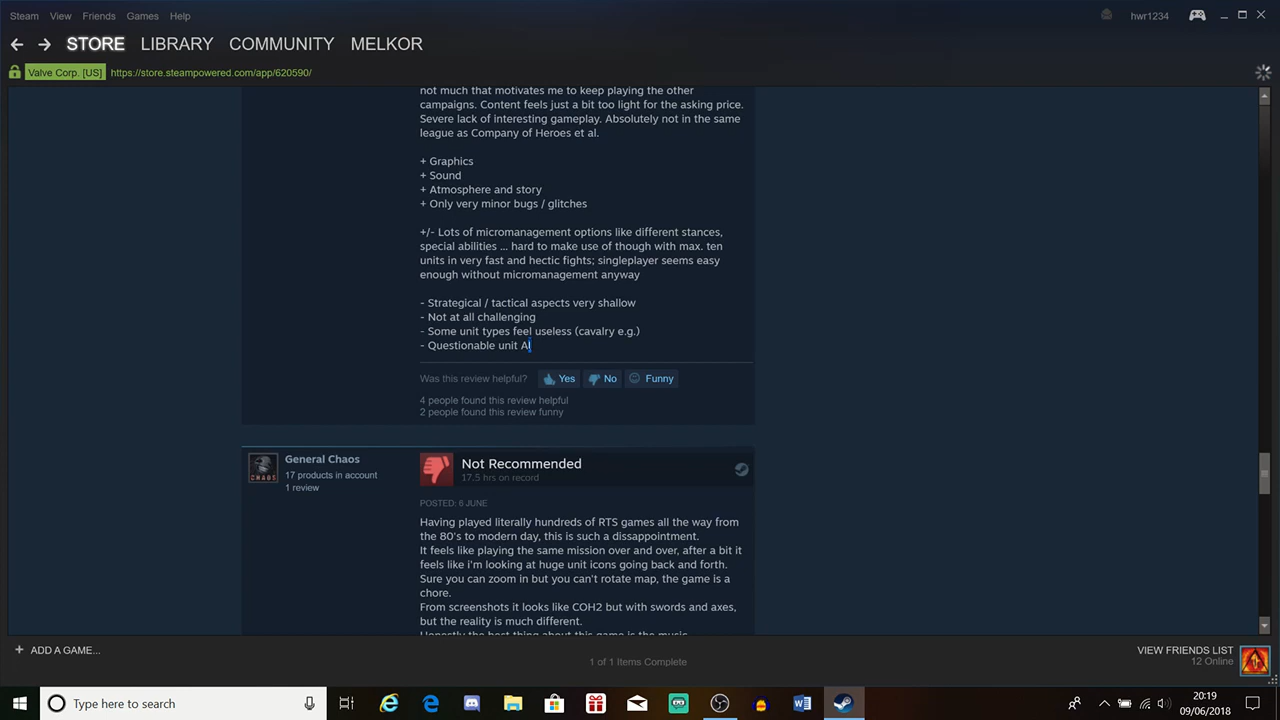 Steam View Friends Games Help
hwr1234
STORE LIBRARY COMMUNITY MELKOR
Valve Corp. [US] https://store.steampowered.com/app/620590/
not much that motivates me to keep playing the other
campaigns. Content feels just a bit too light for the asking price.
Severe lack of interesting gameplay. Absolutely not in the same
league as Company of Heroes et al.
+ Graphics
+ Sound
+ Atmosphere and story
+ Only very minor bugs / glitches
+/- Lots of micromanagement options like different stances,
special abilities ... hard to make use of though with max. ten
units in very fast and hectic fights; singleplayer seems easy
enough without micromanagement anyway
- Strategical / tactical aspects very shallow
- Not at all challenging
- Some unit types feel useless (cavalry e.g.)
- Questionable unit AI
Was this review helpful? Yes No Funny
4 people found this review helpful
2 people found this review funny
General Chaos
17 products in account
1 review
CHAOS
Not Recommended
17.5 hrs on record
POSTED: 6 JUNE
Having played literally hundreds of RTS games all the way from
the 80's to modern day, this is such a dissappointment.
It feels like playing the same mission over and over, after a bit it
feels like i'm looking at huge unit icons going back and forth.
Sure you can zoom in but you can't rotate map, the game is a
chore.
From screenshots it looks like COH2 but with swords and axes,
but the reality is much different.
Honestly the best thing about this game is the music
+ ADD A GAME...
1 of 1 Items Complete
VIEW FRIENDS LIST
12 Online
Type here to search
20:19
09/06/2018